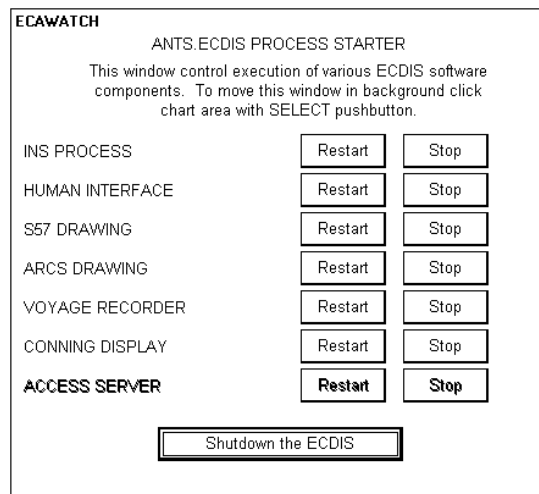 ECAWATCH
ANTS.ECDIS PROCESS STARTER
This window control execution of various ECDIS software
components. To move this window in background click
chart area with SELECT pushbutton.
INS PROCESS Restart Stop
HUMAN INTERFACE Restart Stop
S57 DRAWING Restart Stop
ARCS DRAWING Restart Stop
VOYAGE RECORDER Restart Stop
CONNING DISPLAY Restart Stop
ACCESS SERVER Restart Stop
Shutdown the ECDIS